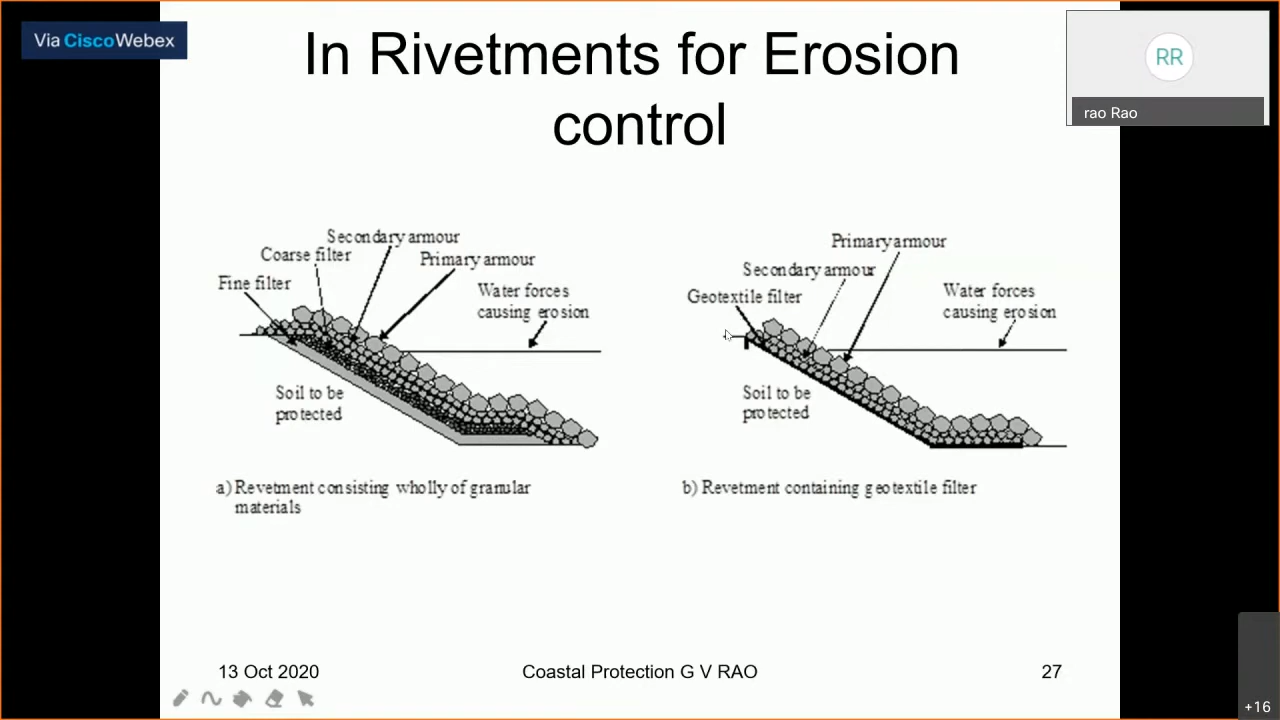 Via CiscoWebex
In Rivetments for Erosion
control
RR
rao Rao
Secondary armour
Coarse filter
Primary armour
Fine filter
Water forces
causing erosion
Soil to be
protected
a) Revetment consisting wholly of granular
materials
Primary armour
Secondary armour
Geotextile filter
Water forces
causing erosion
Soil to be
protected
b) Revetment containing geotextile filter
13 Oct 2020
Coastal Protection G V RAO
27
+16